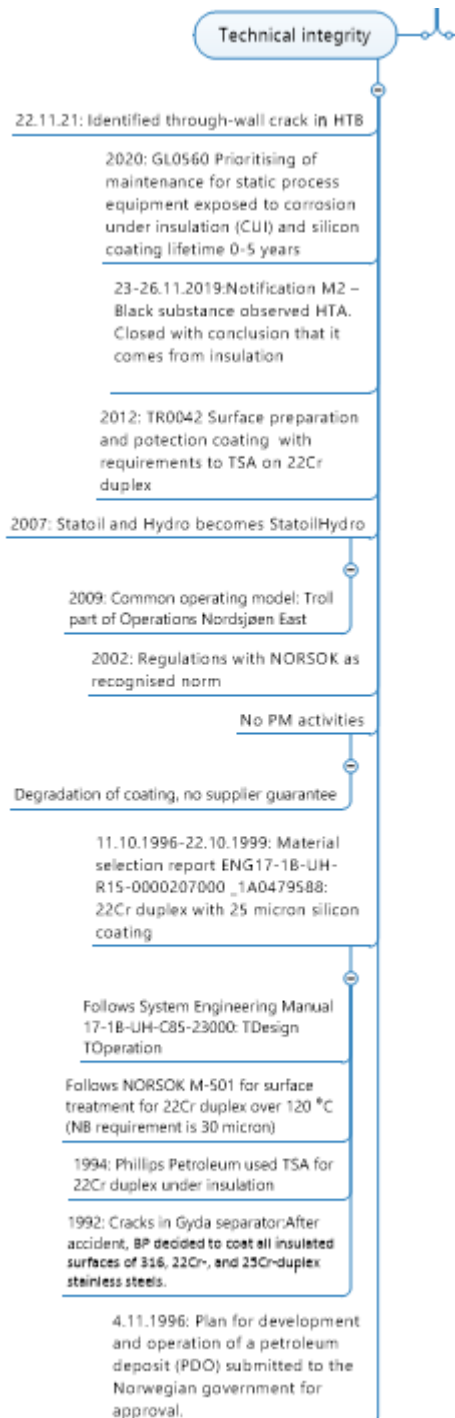 Technical integrity
22.11.21: Identified through-wall crack in HTB
2020: GL0560 Prioritising of
maintenance for static process
equipment exposed to corrosion
under insulation (CUI) and silicon
coating lifetime 0-5 years
23-26.11.2019:Notification M2 –
Black substance observed HTA.
Closed with conclusion that it
comes from insulation
2012: TR0042 Surface preparation
and potection coating with
requirements to TSA on 22Cr
duplex
2007: Statoil and Hydro becomes StatoilHydro
2009: Common operating model: Troll
part of Operations Nordsjøen East
2002: Regulations with NORSOK as
recognised norm
No PM activities
Degradation of coating, no supplier guarantee
11.10.1996-22.10.1999: Material
selection report ENG17-1B-UH-
R15-0000207000 _1A0479588:
22Cr duplex with 25 micron silicon
coating
Follows System Engineering Manual
17-1B-UH-C85-23000: TDesign
TOperation
Follows NORSOK M-501 for surface
treatment for 22Cr duplex over 120 °C
(NB requirement is 30 micron)
1994: Phillips Petroleum used TSA for
22Cr duplex under insulation
1992: Cracks in Gyda separator:After
accident, BP decided to coat all insulated
surfaces of 316, 22Cr-, and 25Cr-duplex
stainless steels.
4.11.1996: Plan for development
and operation of a petroleum
deposit (PDO) submitted to the
Norwegian government for
approval.